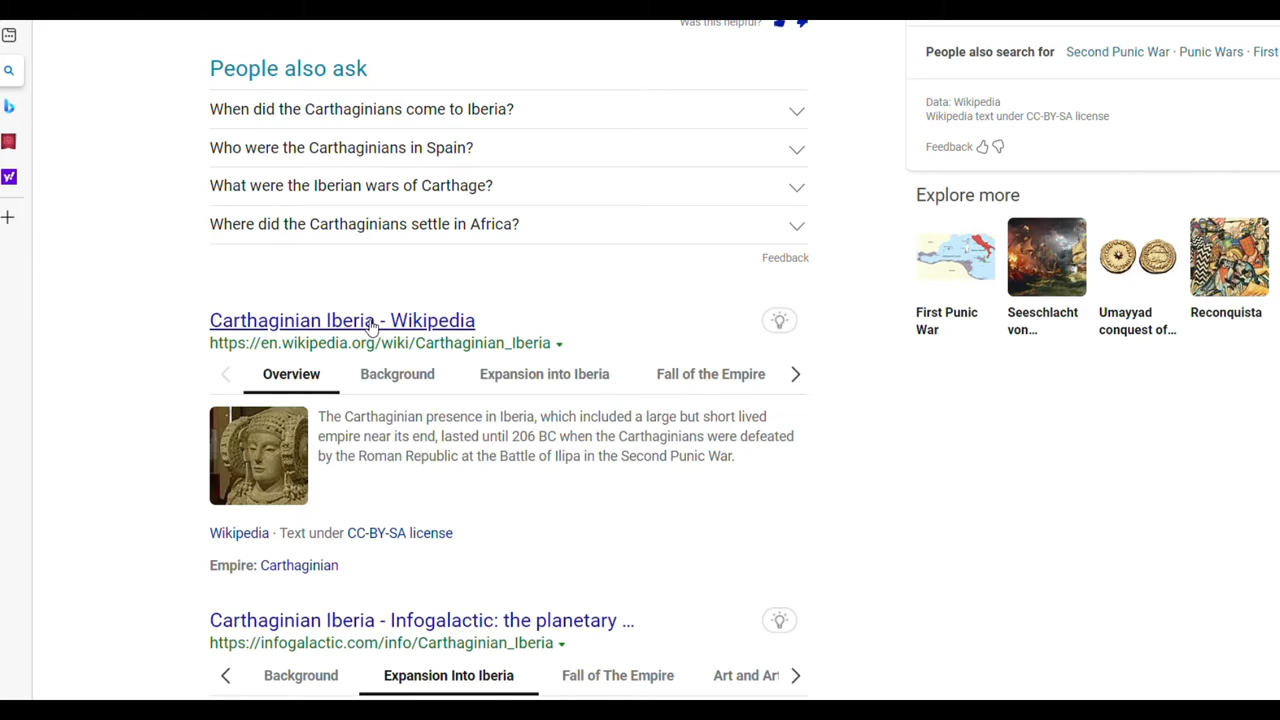 Was this helpful?
People also ask
When did the Carthaginians come to Iberia?
Who were the Carthaginians in Spain?
What were the Iberian wars of Carthage?
Where did the Carthaginians settle in Africa?
Feedback
Carthaginian Iberia - Wikipedia
https://en.wikipedia.org/wiki/Carthaginian_Iberia
Overview Background Expansion into Iberia Fall of the Empire
The Carthaginian presence in Iberia, which included a large but short lived
empire near its end, lasted until 206 BC when the Carthaginians were defeated
by the Roman Republic at the Battle of Ilipa in the Second Punic War.
Wikipedia · Text under CC-BY-SA license
Empire: Carthaginian
Carthaginian Iberia - Infogalactic: the planetary ...
https://infogalactic.com/info/Carthaginian_Iberia
Background Expansion Into Iberia Fall of The Empire Art and Ar
People also search for Second Punic War · Punic Wars · First
Data: Wikipedia
Wikipedia text under CC-BY-SA license
Feedback
Explore more
First Punic
War
Seeschlacht
von...
Umayyad
conquest of...
Reconquista
y!